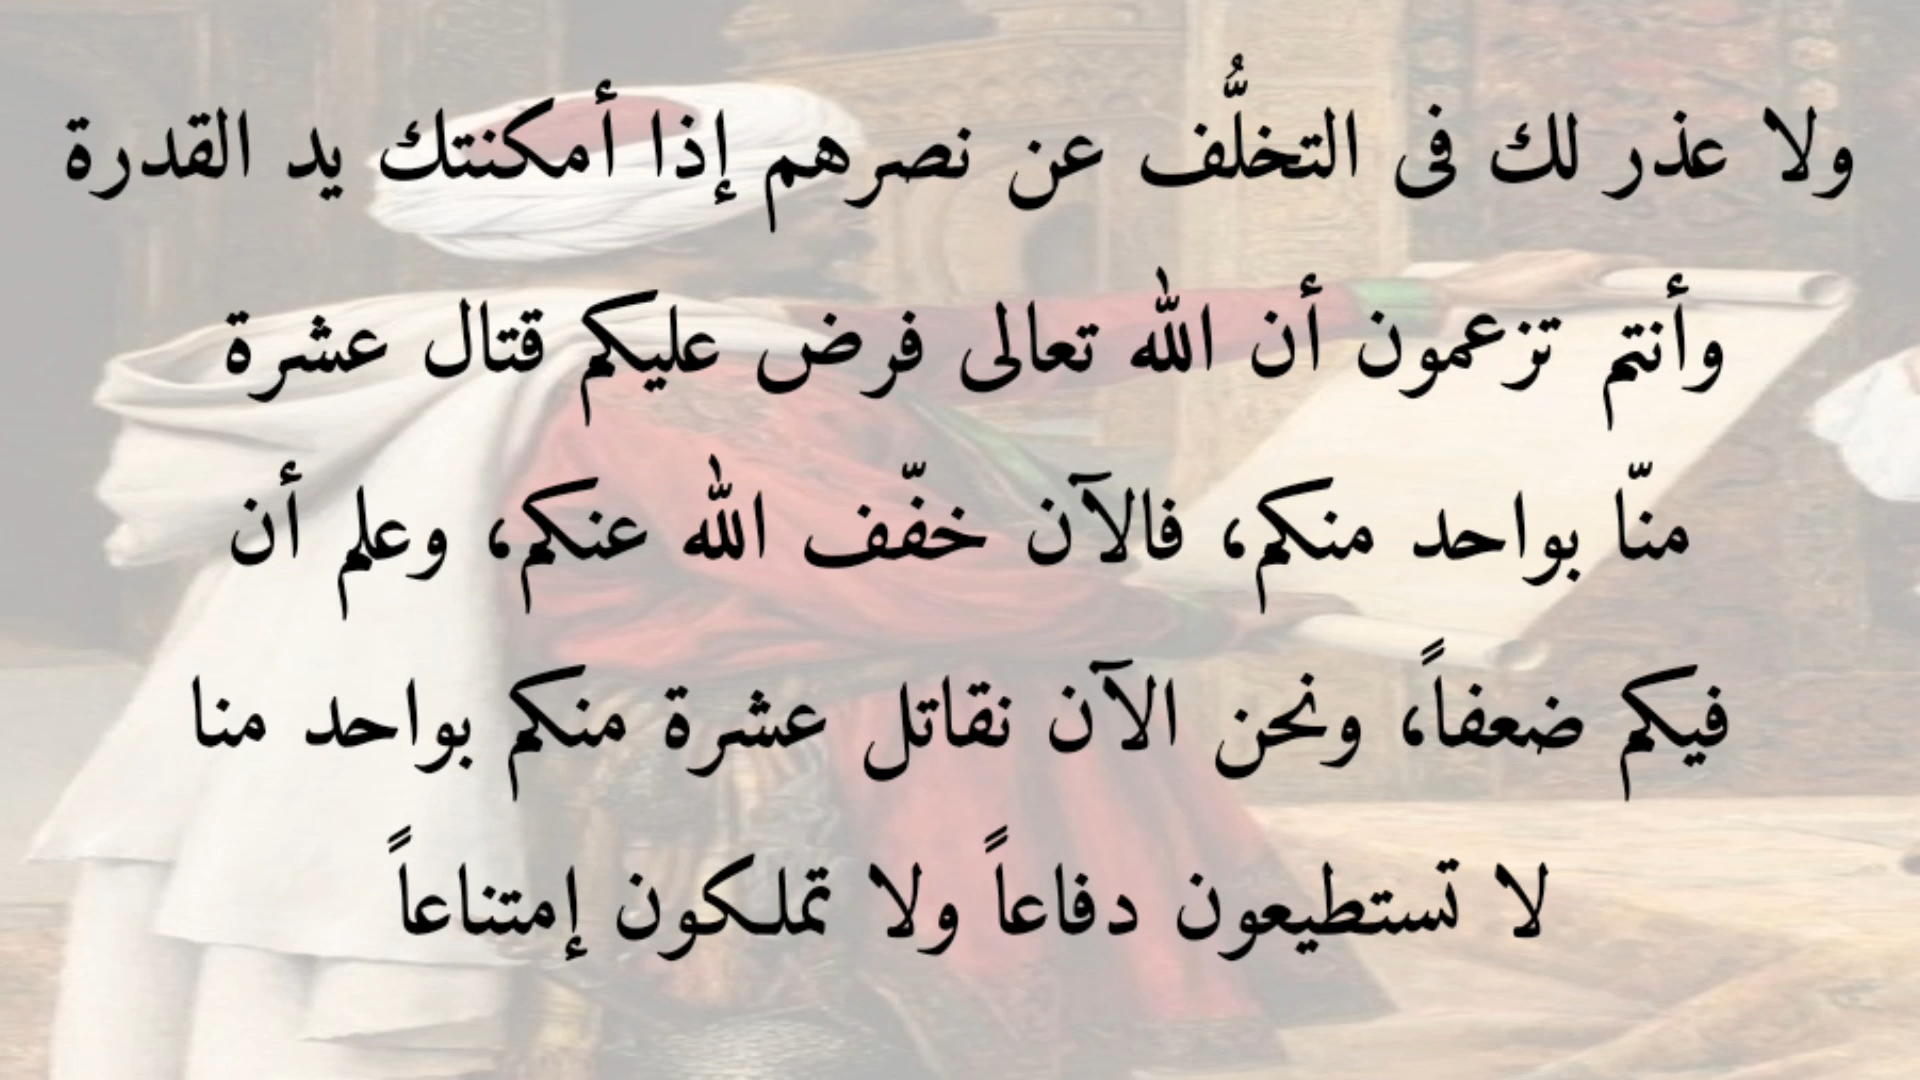 ولا عذر لك فى التخلُّف عن نصرهم إذا أمكنتك يد القدرة
وأنتم تزعمون أن الله تعالى فرض عليكم قتال عشرة
منّا بواحد منكم، فالآن خفّف الله عنكم، وعلم أن
فيكم ضعفاً، ونحن الآن نقاتل عشرة منكم بواحد منا
لا تستطيعون دفاعاً ولا تملكون إمتناعاً